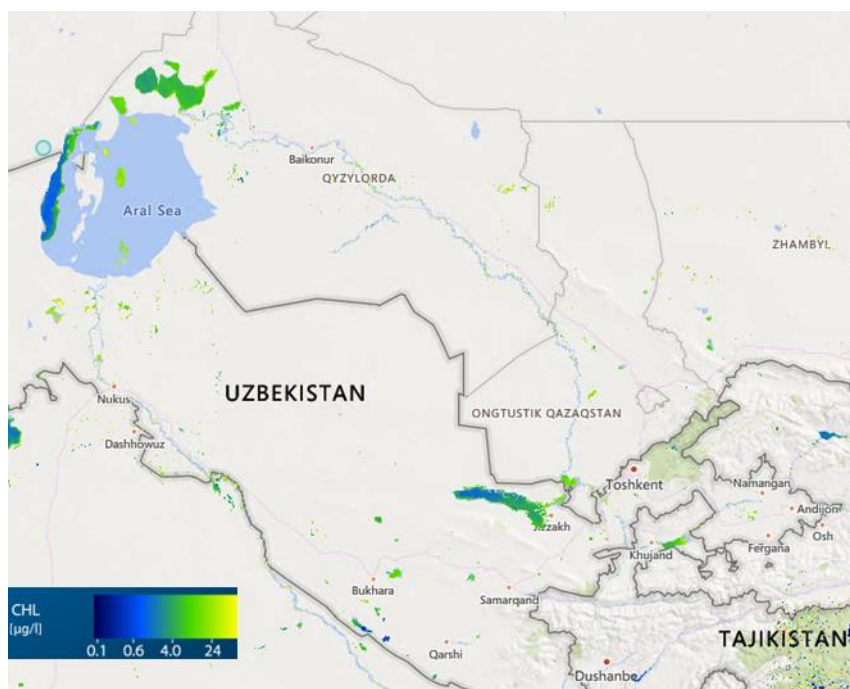 Baikonur
QYZYLORDA
Aral Sea
ZHAMBYL
UZBEKISTAN
Nukus
ONGTUSTIK QAZAQSTAN
Dashhowuz
Toshkent
Namangan
Andijon
Jizzakh
Osh
Khujand
Fergana
Bukhara
Samarqand
CHL
[µg/l]
0.1 0.6 4.0 24
Qarshi
TAJIKISTAN
Dushanbe